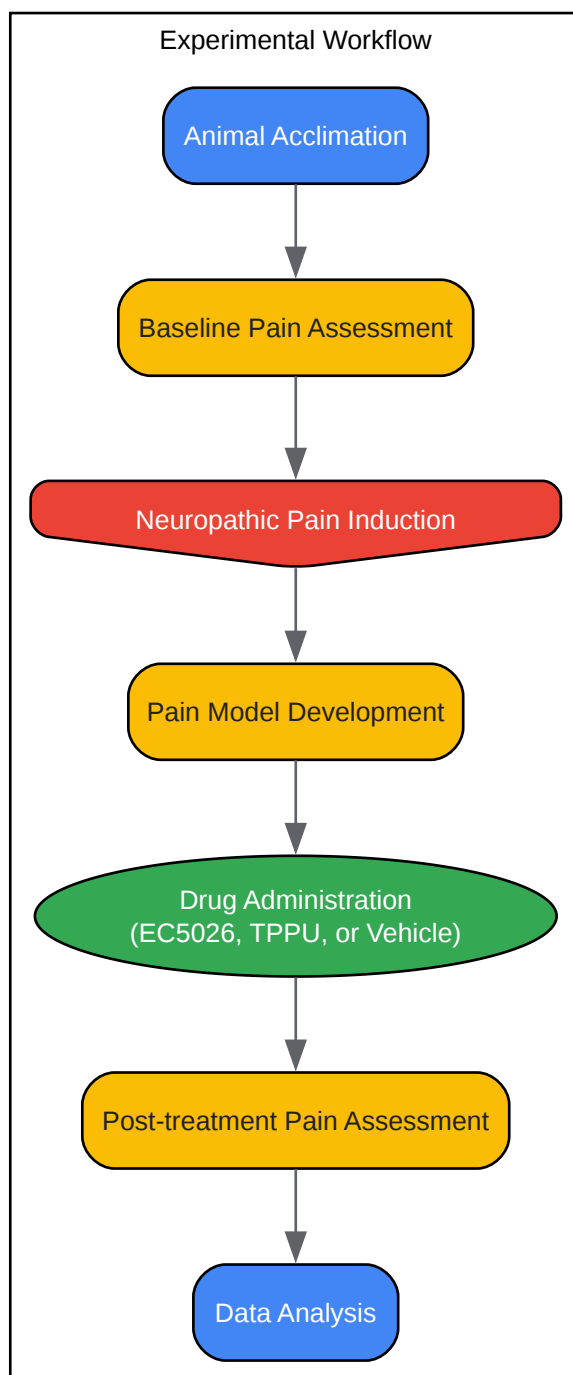 Experimental Workflow
Animal Acclimation
Baseline Pain Assessment
Neuropathic Pain Induction
Pain Model Development
Drug Administration
(EC5026, TPPU, or Vehicle)
Post-treatment Pain Assessment
Data Analysis